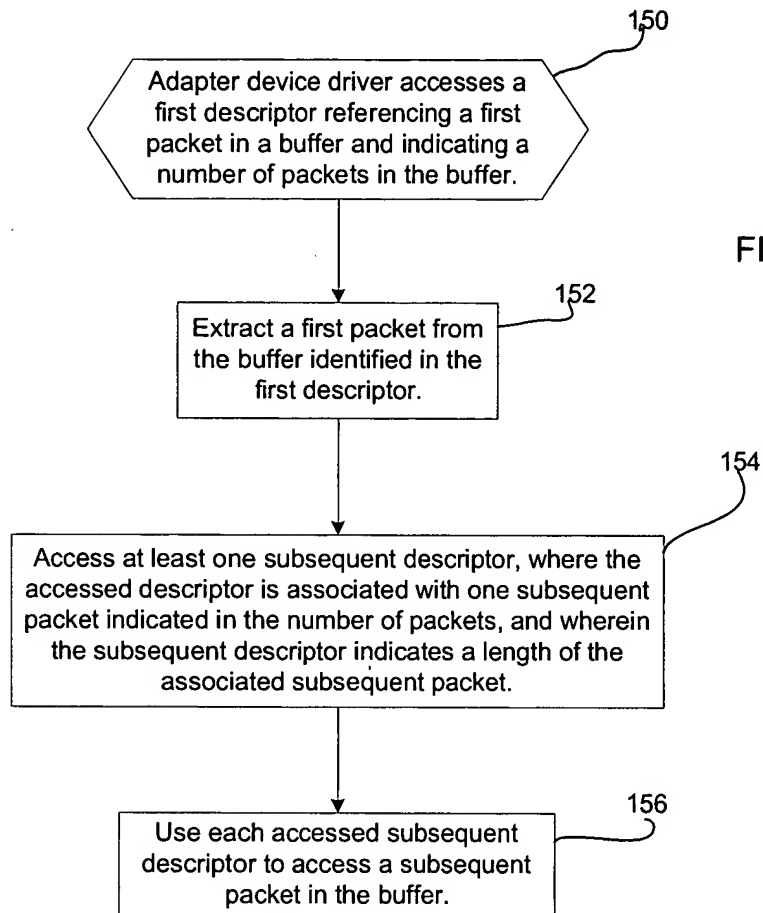 150
Adapter device driver accesses a
first descriptor referencing a first
packet in a buffer and indicating a
number of packets in the buffer.
FI
152
Extract a first packet from
the buffer identified in the
first descriptor.
154
Access at least one subsequent descriptor, where the
accessed descriptor is associated with one subsequent
packet indicated in the number of packets, and wherein
the subsequent descriptor indicates a length of the
associated subsequent packet.
156
Use each accessed subsequent
descriptor to access a subsequent
packet in the buffer.